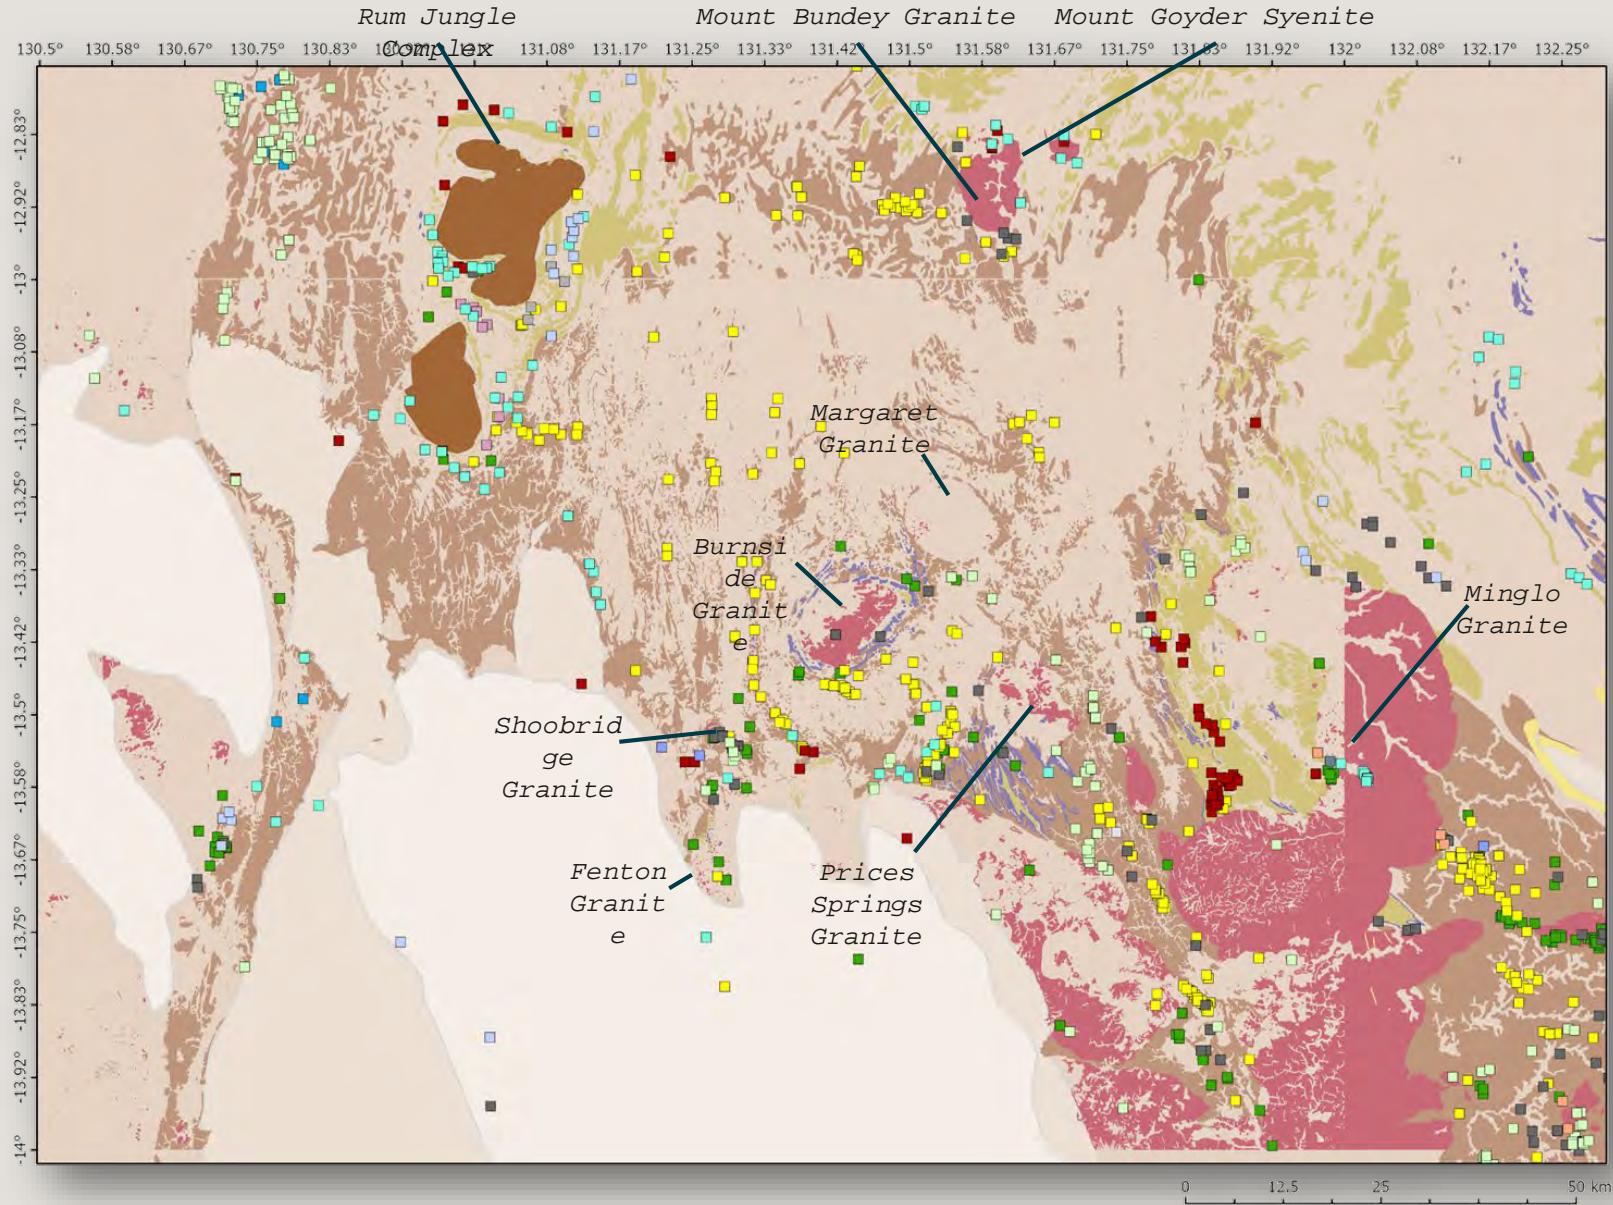 Rum Jungle
Complex
Mount Bundey Granite
Mount Goyder Syenite
130.5° 130.58° 130.67° 130.75° 130.83° 131.08° 131.17° 131.25° 131.33° 131.42° 131.5° 131.58° 131.67° 131.75° 131.83° 131.92° 132° 132.08° 132.17° 132.25°
-12.83°
-12.92°
-13°
-13.08°
-13.17°
-13.25°
-13.33°
-13.42°
-13.5°
-13.58°
-13.67°
-13.75°
-13.83°
-13.92°
-14°
Margaret
Granite
Burnsi
de
Granit
e
Minglo
Granite
Shoobrid
ge
Granite
Fenton
Granit
e
Prices
Springs
Granite
0 12.5 25 50 km